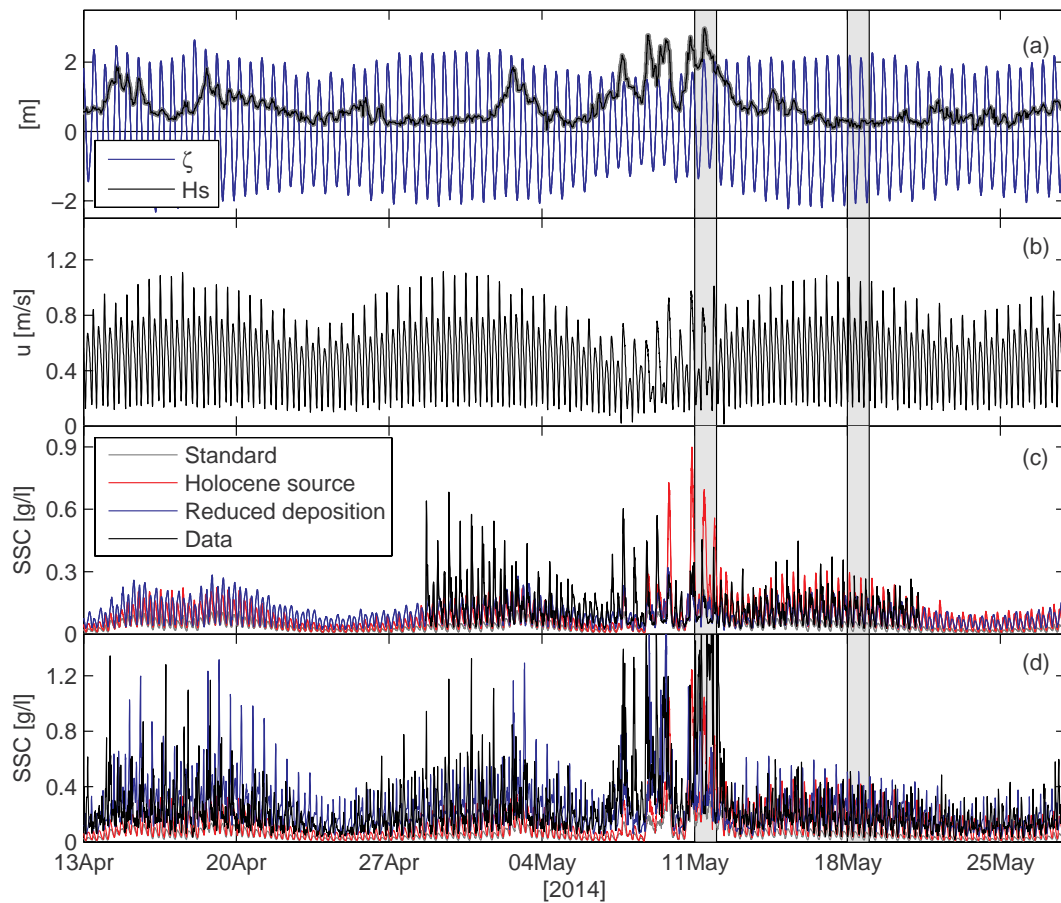 (a)
[m]
2
0
−2
ζ
Hs
(b)
u [m/s]
1.2
0.8
0.4
0
(c)
SSC [g/l]
0.9
0.6
0.3
0
Standard
Holocene source
Reduced deposition
Data
(d)
SSC [g/l]
1.2
0.8
0.4
0
13Apr 20Apr 27Apr 04May 11May 18May 25May
[2014]